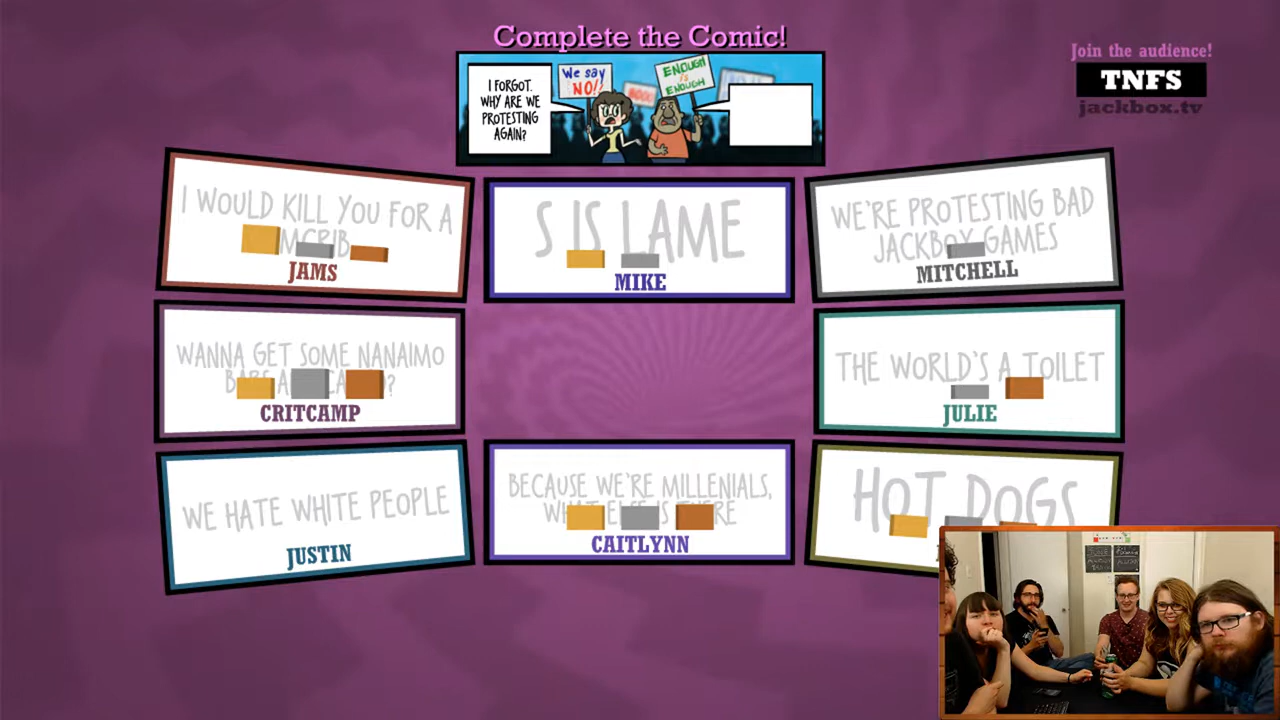 Complete the Comic!
Join the audience!
TNFS
jackbox.tv
I FORGOT.
WHY ARE WE
PROTESTING
AGAIN?
We say
NO!!
ENOUGH
IS
ENOUGH
I WOULD KILL YOU FOR A
MCRIB
JAMS
S IS LAME
MIKE
WE'RE PROTESTING BAD
JACKBOX GAMES
MITCHELL
WANNA GET SOME NANAIMO
CRITCAMP
THE WORLD'S A TOILET
JULIE
WE HATE WHITE PEOPLE
JUSTIN
BECAUSE WE'RE MILLENIALS,
CAITLYNN
HOT DOGS